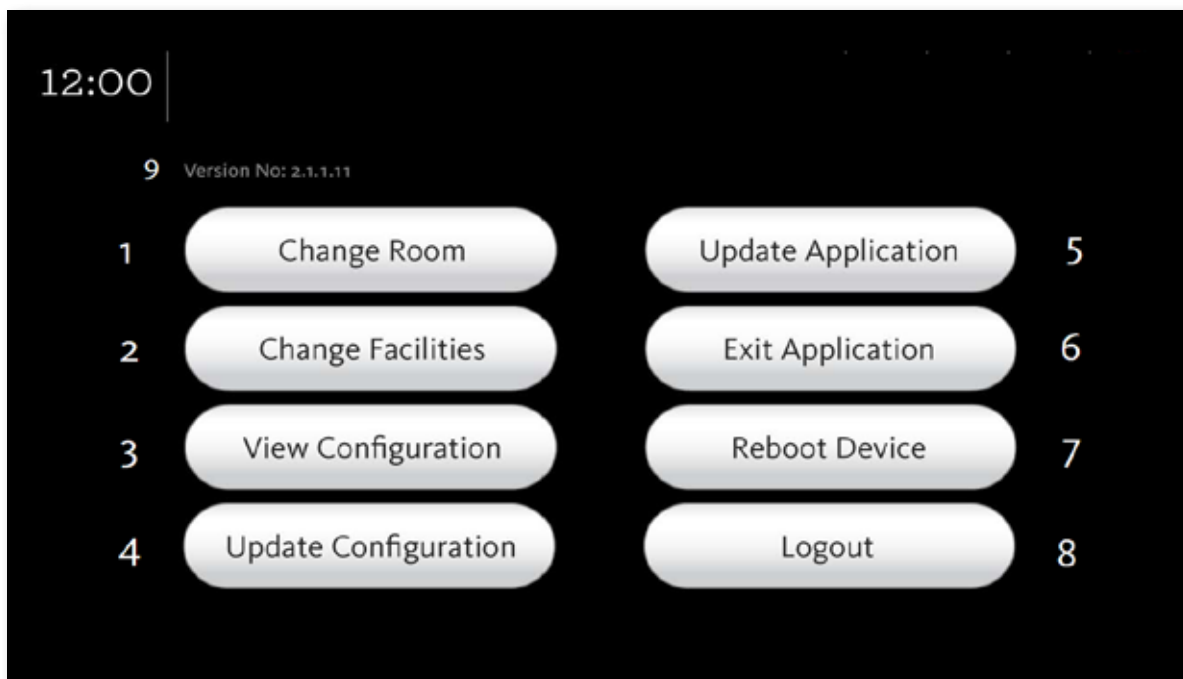 12:00
9 Version No: 2.1.1.11
1 Change Room Update Application 5
2 Change Facilities Exit Application 6
3 View Configuration Reboot Device 7
4 Update Configuration Logout 8